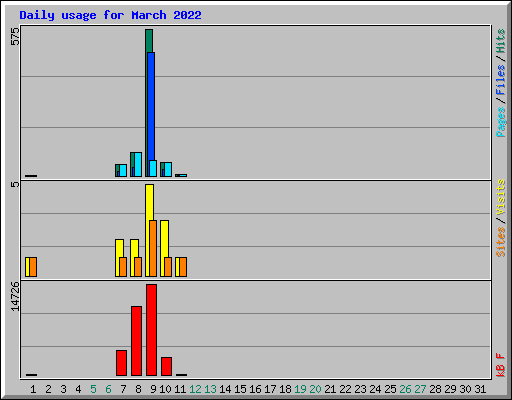 Daily usage for March 2022
575
Pages / Files / Hits
5
Sites / Visits
14726
kB F
1 2 3 4 5 6 7 8 9 10 11 12 13 14 15 16 17 18 19 20 21 22 23 24 25 26 27 28 29 30 31